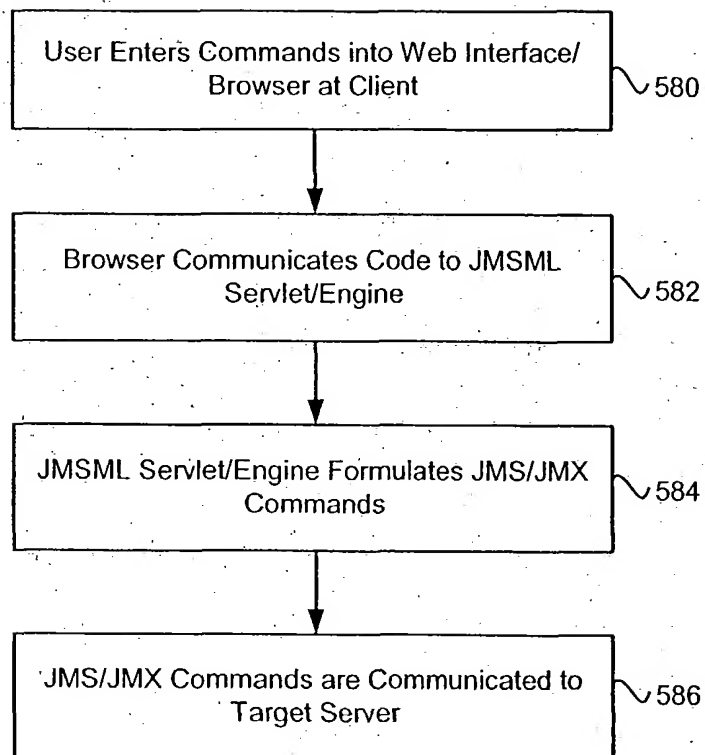 User Enters Commands into Web Interface/
Browser at Client
580
Browser Communicates Code to JMSML
Servlet/Engine
582
JMSML Servlet/Engine Formulates JMS/JMX
Commands
584
JMS/JMX Commands are Communicated to
Target Server
586